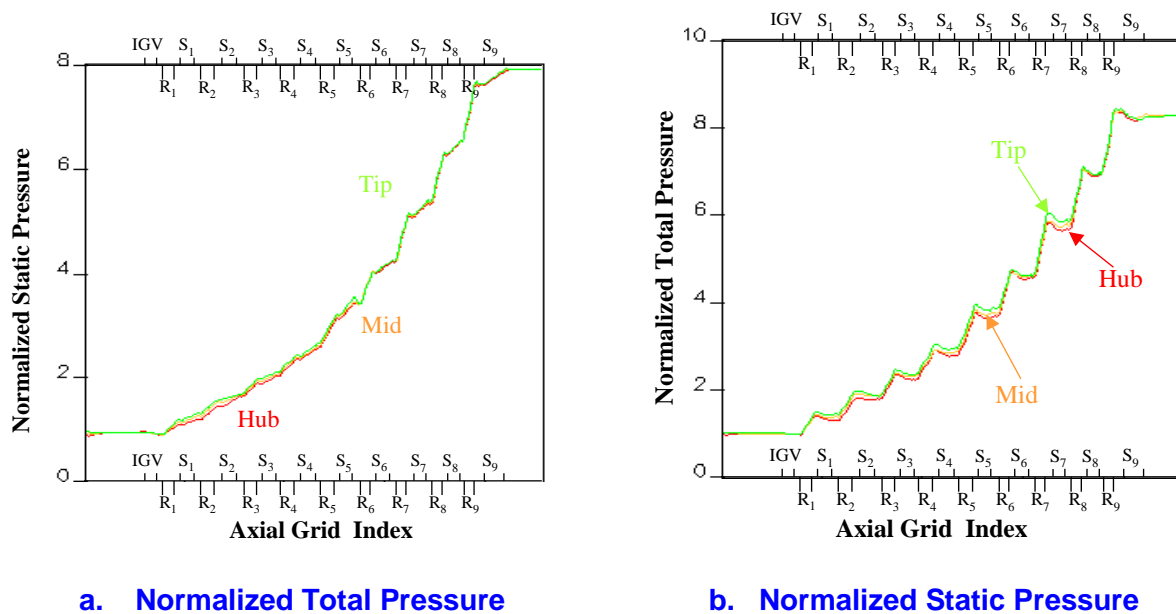 IGV S1 S2 S3 S4 S5 S6 S7 S8 S9
8
R1 R2 R3 R4 R5 R6 R7 R8 R9
6
4
2
0
Normalized Static Pressure
Tip
Mid
Hub
IGV S1 S2 S3 S4 S5 S6 S7 S8 S9
R1 R2 R3 R4 R5 R6 R7 R8 R9
Axial Grid Index
a. Normalized Total Pressure
IGV S1 S2 S3 S4 S5 S6 S7 S8 S9
10
R1 R2 R3 R4 R5 R6 R7 R8 R9
8
6
4
2
0
Normalized Total Pressure
Tip
Hub
Mid
IGV S1 S2 S3 S4 S5 S6 S7 S8 S9
R1 R2 R3 R4 R5 R6 R7 R8 R9
Axial Grid Index
b. Normalized Static Pressure